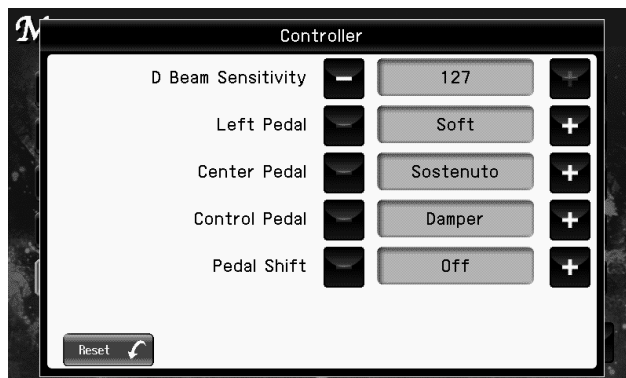 M
Controller
D Beam Sensitivity - 127 +
Left Pedal - Soft +
Center Pedal - Sostenuto +
Control Pedal - Damper +
Pedal Shift - Off +
Reset